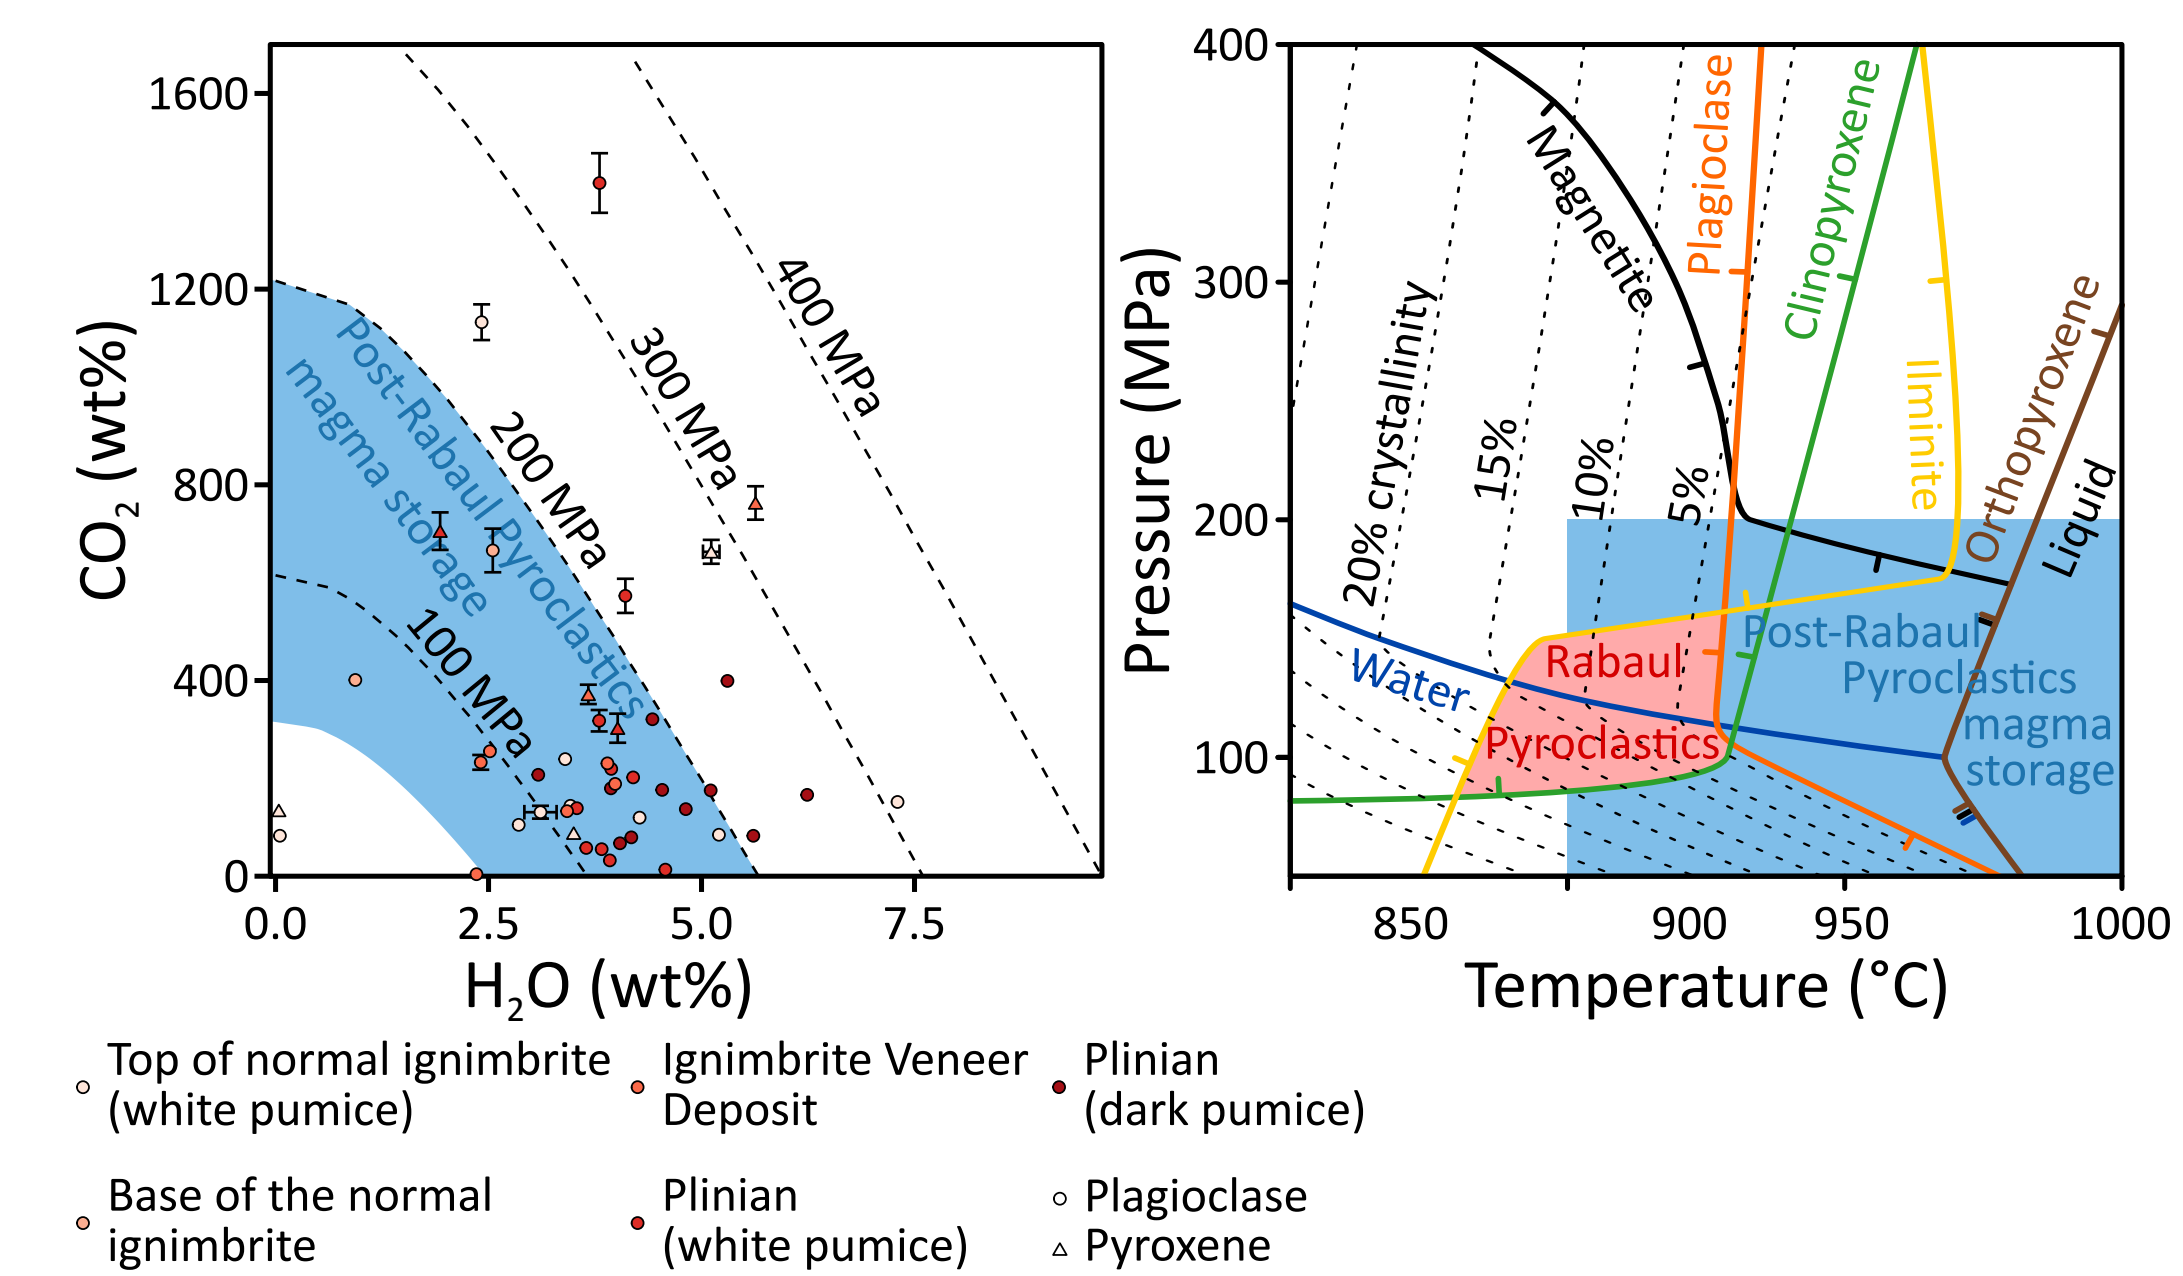 1600
1200
800
400
0
0.0
2.5
5.0
7.5
CO2 (wt%)
H2O (wt%)
400 MPa
300 MPa
200 MPa
100 MPa
Post-Rabaul Pyroclastics
magma storage
400
300
200
100
850
900
950
1000
Pressure (MPa)
Temperature (°C)
Magnetite
Plagioclase
Clinopyroxene
Ilminite
Orthopyroxene
Liquid
20% crystallinity
15%
10%
5%
Water
Rabaul
Pyroclastics
Post-Rabaul
Pyroclastics
magma
storage
Top of normal ignimbrite
(white pumice)
Ignimbrite Veneer
Deposit
Plinian
(dark pumice)
Base of the normal
ignimbrite
Plinian
(white pumice)
Plagioclase
Pyroxene